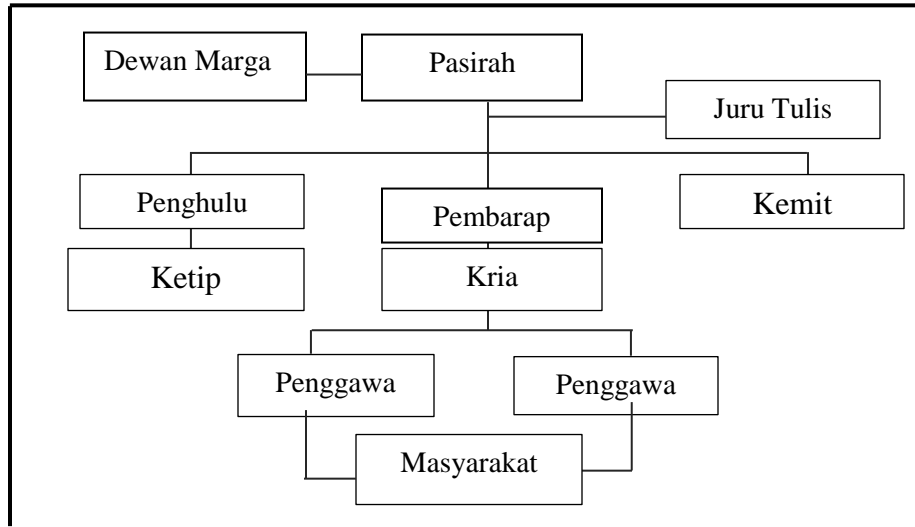 Dewan Marga
Pasirah
Juru Tulis
Penghulu
Pembarap
Kemit
Ketip
Kria
Penggawa
Penggawa
Masyarakat